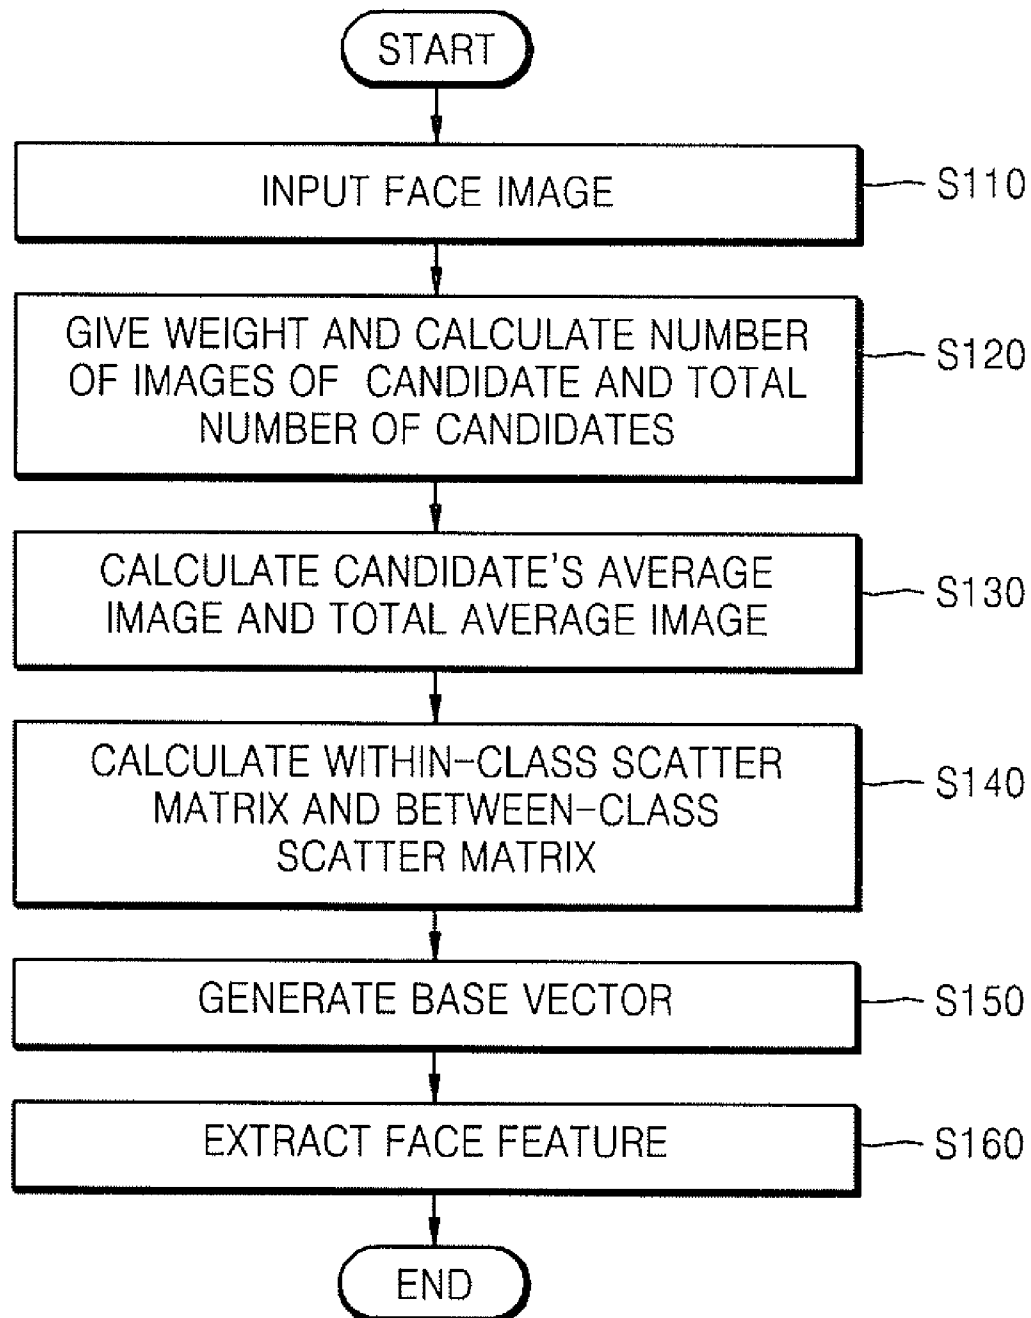 START
INPUT FACE IMAGE
S110
GIVE WEIGHT AND CALCULATE NUMBER
OF IMAGES OF CANDIDATE AND TOTAL
NUMBER OF CANDIDATES
S120
CALCULATE CANDIDATE'S AVERAGE
IMAGE AND TOTAL AVERAGE IMAGE
S130
CALCULATE WITHIN-CLASS SCATTER
MATRIX AND BETWEEN-CLASS
SCATTER MATRIX
S140
GENERATE BASE VECTOR
S150
EXTRACT FACE FEATURE
S160
END